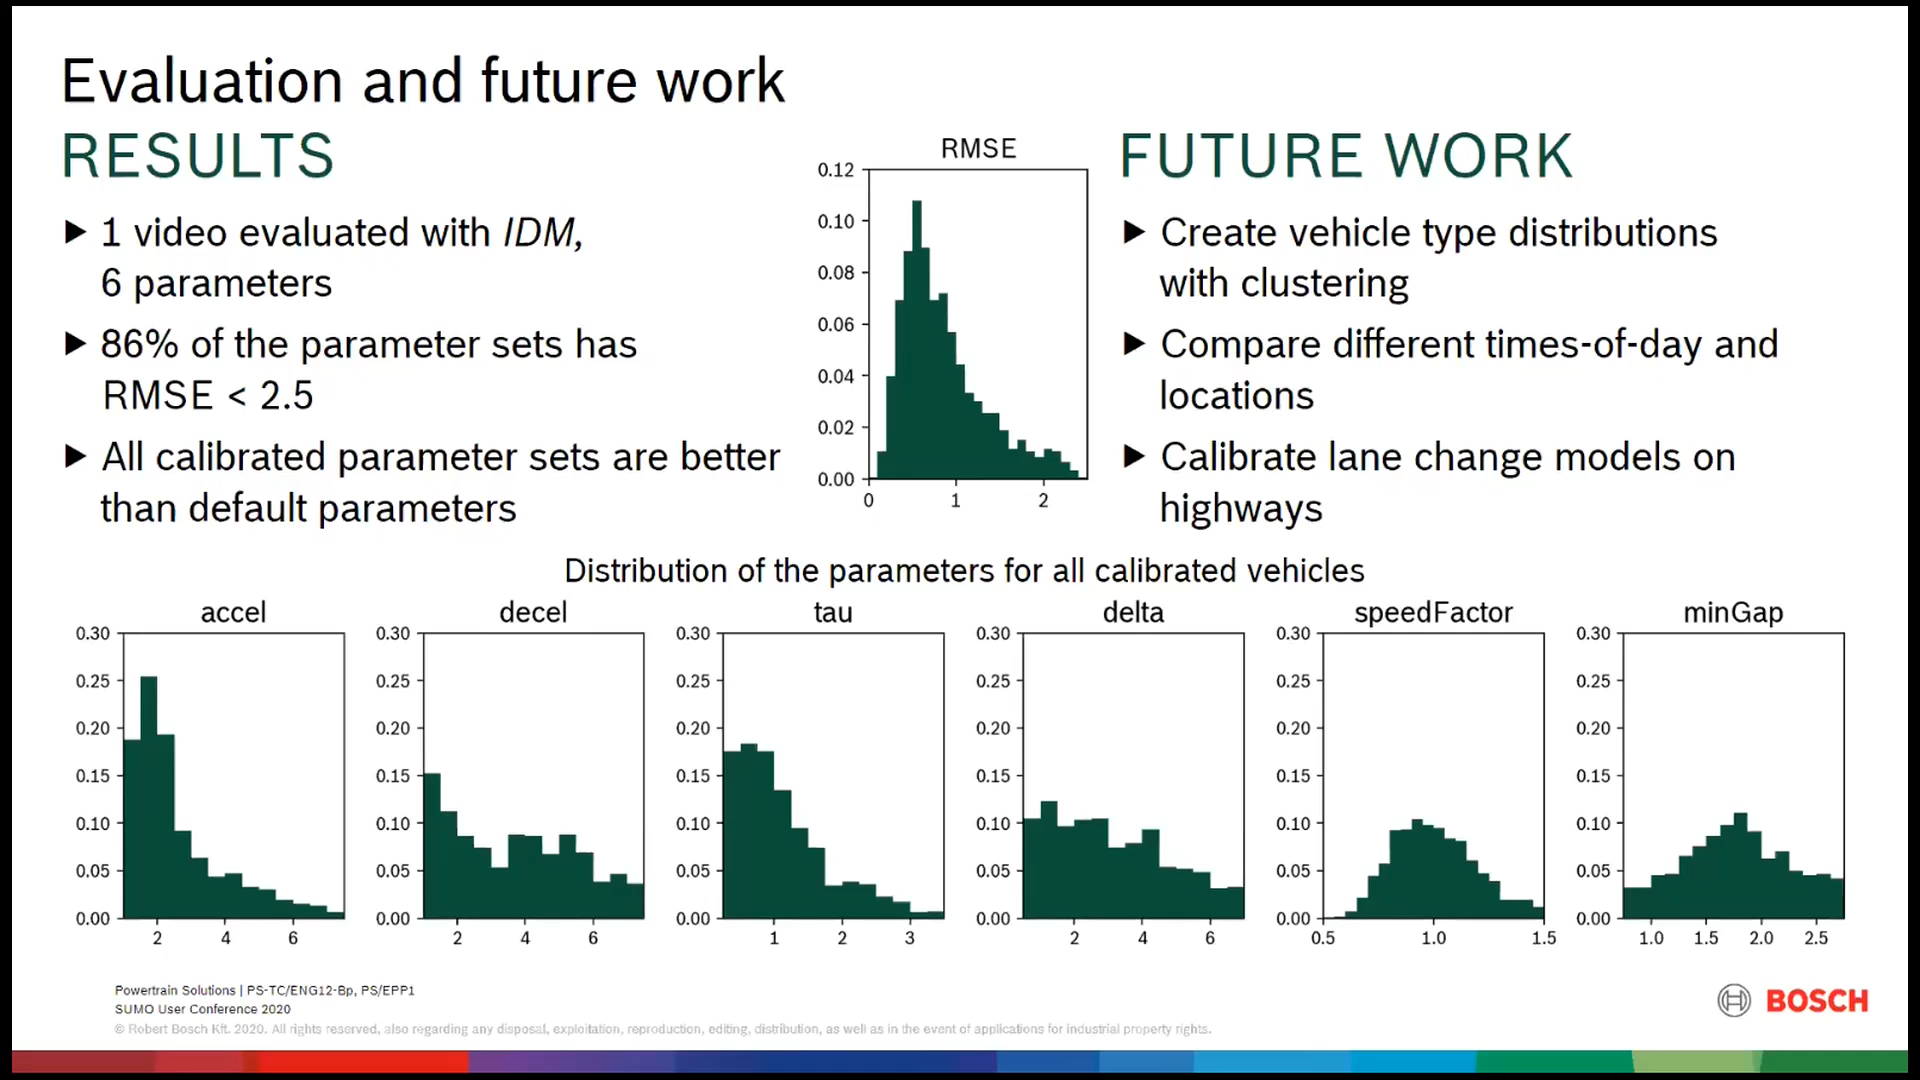 Evaluation and future work
RESULTS
▶ 1 video evaluated with IDM,
6 parameters
▶ 86% of the parameter sets has
RMSE < 2.5
▶ All calibrated parameter sets are better
than default parameters
RMSE
0.12
0.10
0.08
0.06
0.04
0.02
0.00
0 1 2
FUTURE WORK
▶ Create vehicle type distributions
with clustering
▶ Compare different times-of-day and
locations
▶ Calibrate lane change models on
highways
Distribution of the parameters for all calibrated vehicles
accel
0.30
0.25
0.20
0.15
0.10
0.05
0.00
2 4 6
decel
0.30
0.25
0.20
0.15
0.10
0.05
0.00
2 4 6
tau
0.30
0.25
0.20
0.15
0.10
0.05
0.00
1 2 3
delta
0.30
0.25
0.20
0.15
0.10
0.05
0.00
2 4 6
speedFactor
0.30
0.25
0.20
0.15
0.10
0.05
0.00
0.5 1.0 1.5
minGap
0.30
0.25
0.20
0.15
0.10
0.05
0.00
1.0 1.5 2.0 2.5
Powertrain Solutions | PS-TC/ENG12-Bp, PS/EPP1
SUMO User Conference 2020
© Robert Bosch Kft. 2020. All rights reserved, also regarding any disposal, exploitation, reproduction, editing, distribution, as well as in the event of applications for industrial property rights.
BOSCH